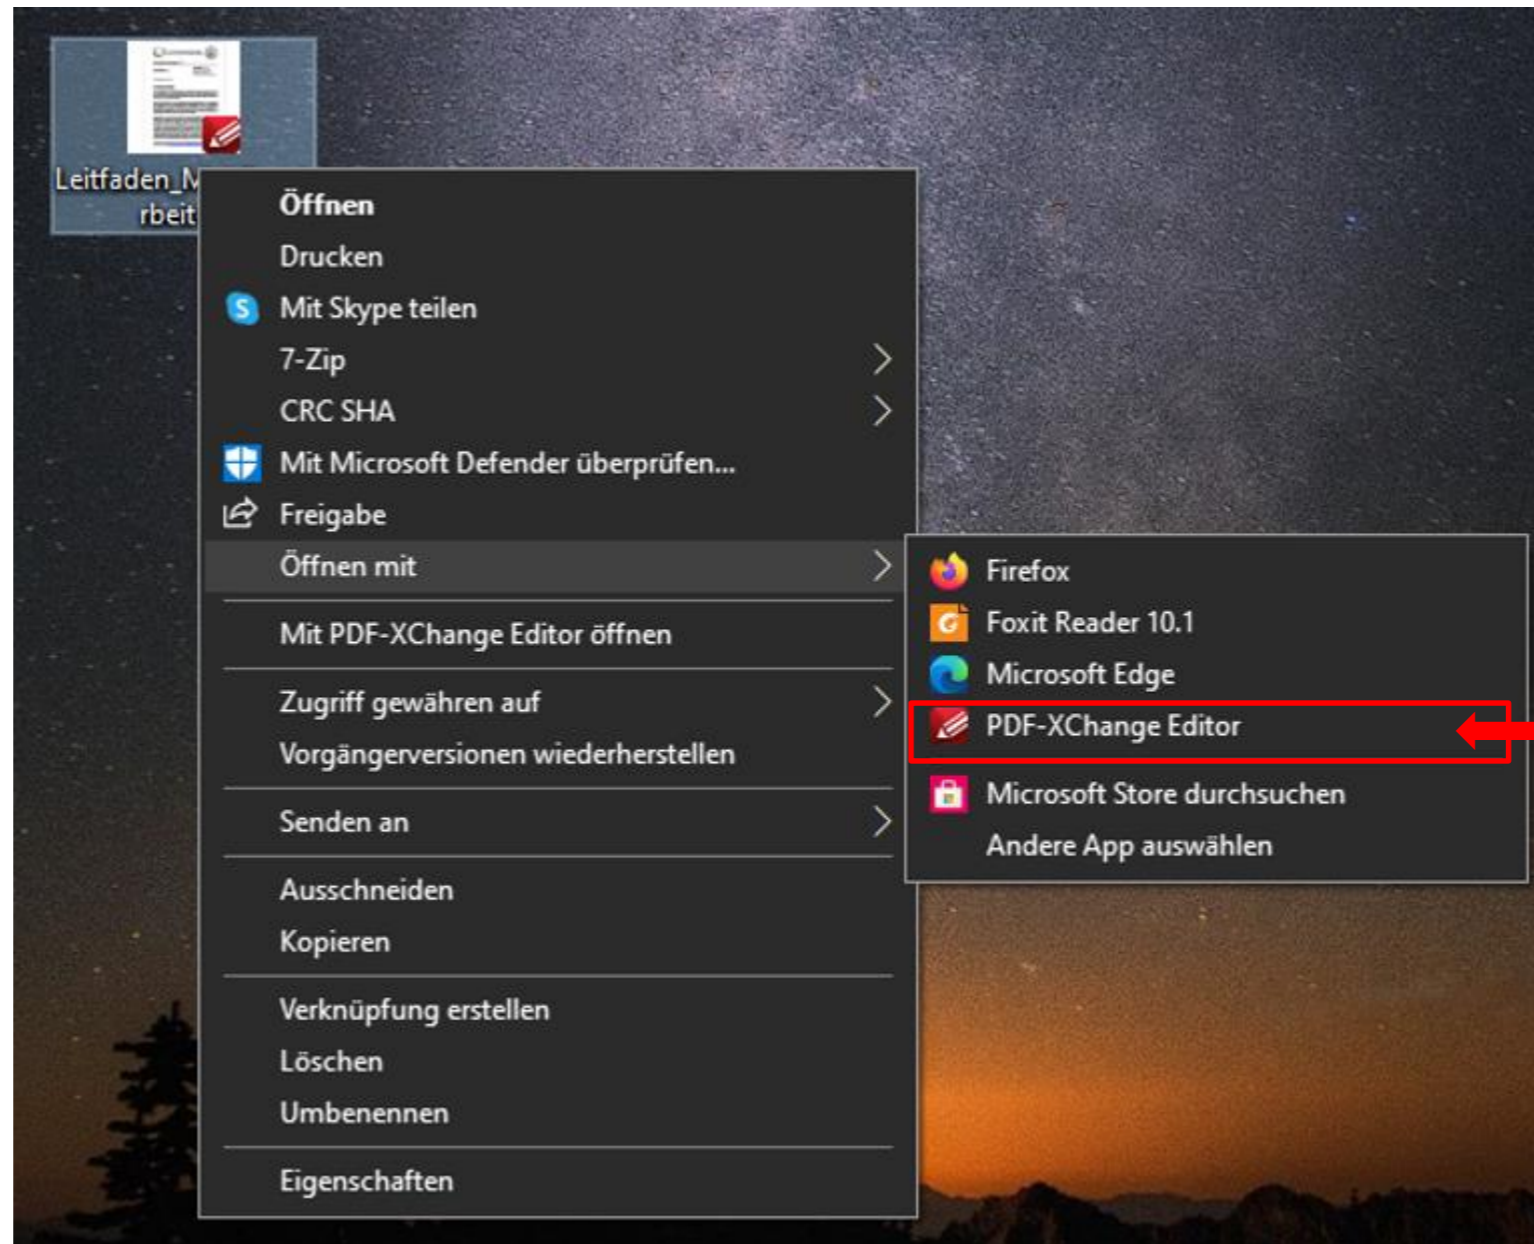 Leitfaden_M
rbeit
Öffnen
Drucken
Mit Skype teilen
7-Zip
CRC SHA
Mit Microsoft Defender überprüfen...
Freigabe
Öffnen mit
Mit PDF-XChange Editor öffnen
Zugriff gewähren auf
Vorgängerversionen wiederherstellen
Senden an
Ausschneiden
Kopieren
Verknüpfung erstellen
Löschen
Umbenennen
Eigenschaften
Firefox
Foxit Reader 10.1
Microsoft Edge
PDF-XChange Editor
Microsoft Store durchsuchen
Andere App auswählen